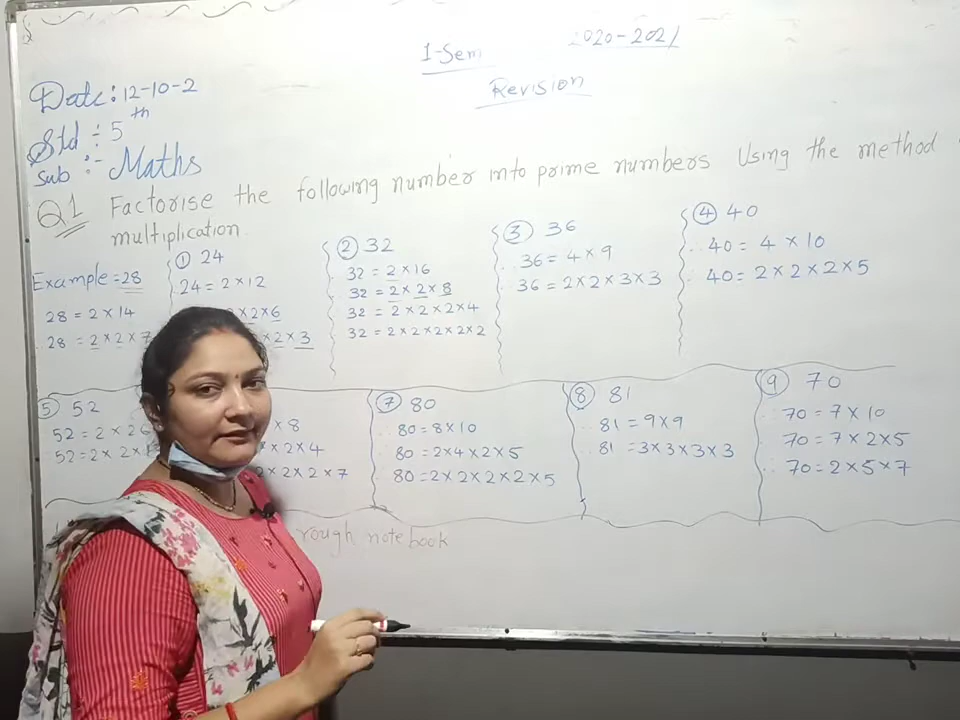 1-Sem 2020-2021
Revision
Date: 12-10-2
Std : 5th
Sub :- Maths
Q1 Factorise the following number into prime numbers Using the method
multiplication.
Example = 28
28 = 2 × 14
28 = 2 × 2 × 7
① 24
24 = 2 × 12
2 × 6
× 2 × 3
② 32
32 = 2 × 16
32 = 2 × 2 × 8
32 = 2 × 2 × 2 × 4
32 = 2 × 2 × 2 × 2 × 2
③ 36
36 = 4 × 9
36 = 2 × 2 × 3 × 3
④ 40
∴ 40 = 4 × 10
∴ 40 = 2 × 2 × 2 × 5
⑤ 52
52 = 2 × 2
52 = 2 × 2 ×
× 8
× 2 × 4
2 × 2 × 2 × 7
⑦ 80
∴ 80 = 8 × 10
∴ 80 = 2 × 4 × 2 × 5
∴ 80 = 2 × 2 × 2 × 2 × 5
⑧ 81
∴ 81 = 9 × 9
∴ 81 = 3 × 3 × 3 × 3
⑨ 70
∴ 70 = 7 × 10
∴ 70 = 7 × 2 × 5
∴ 70 = 2 × 5 × 7
rough notebook